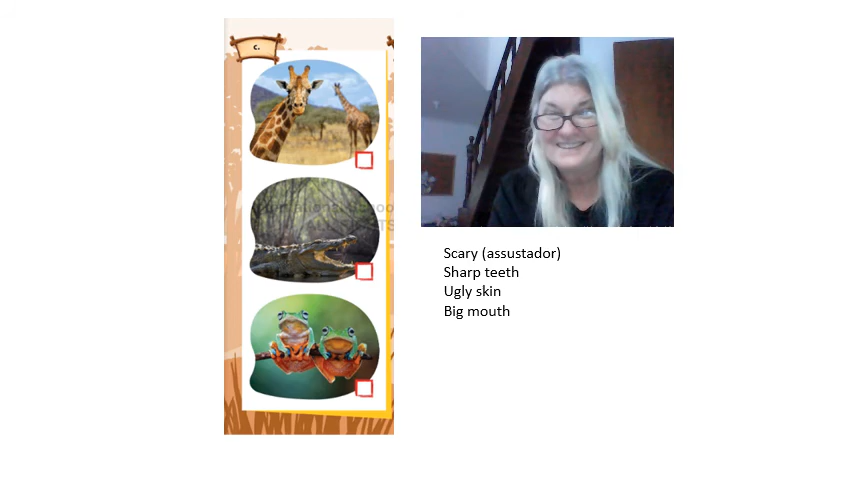 c.
Scary (assustador)
Sharp teeth
Ugly skin
Big mouth